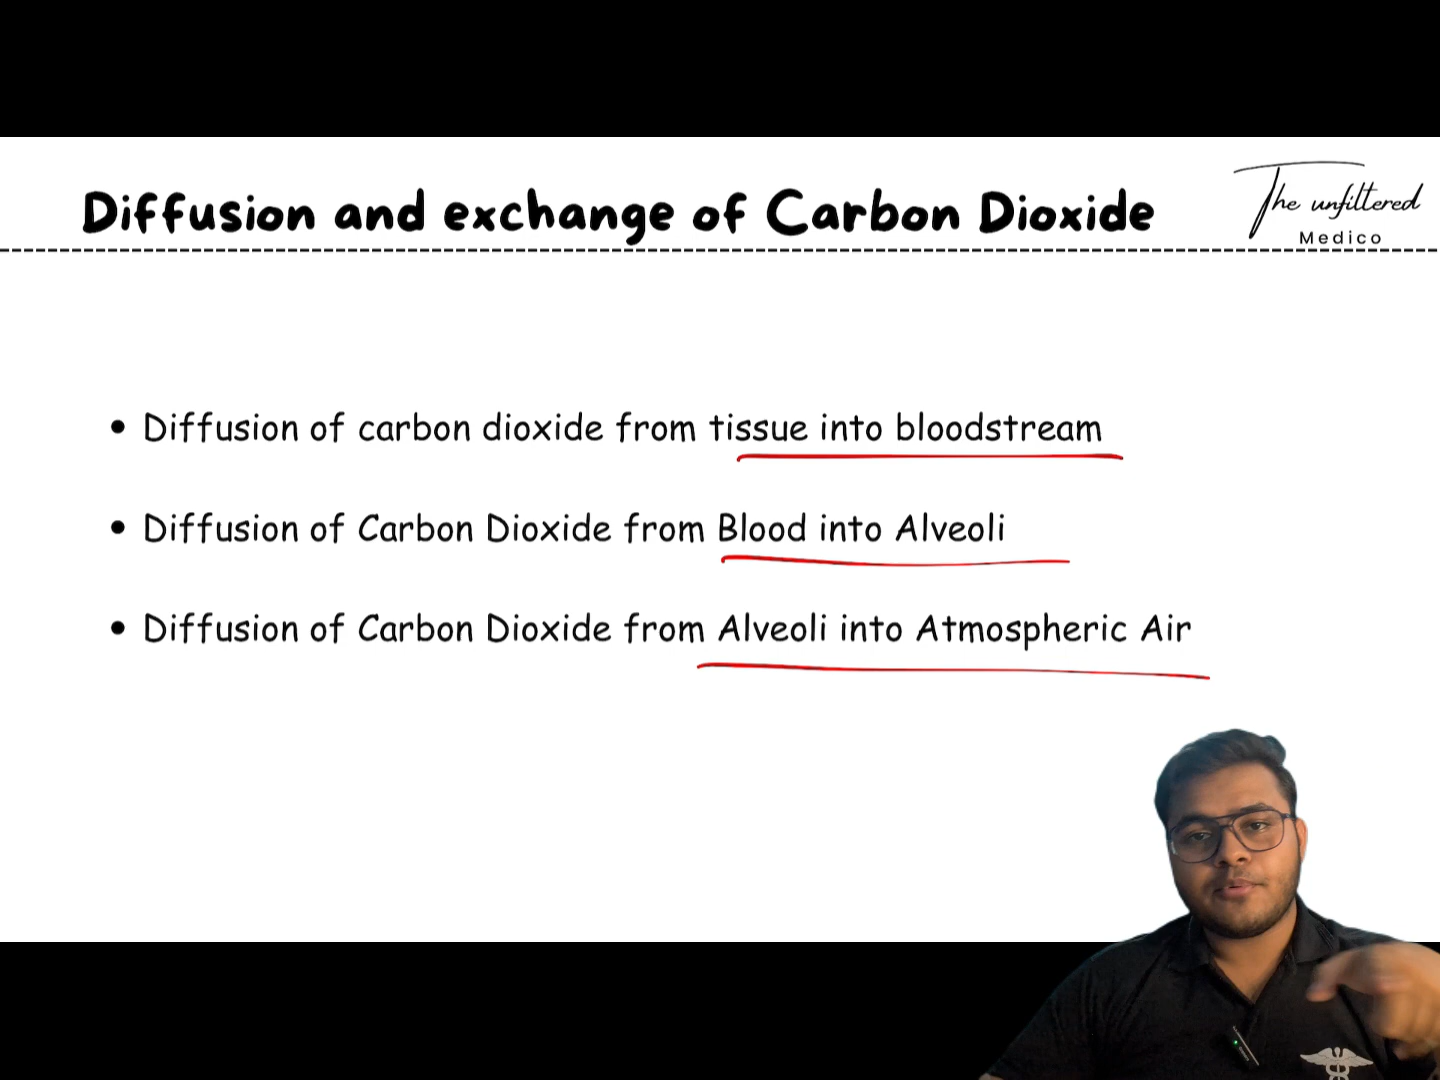 Diffusion and exchange of Carbon Dioxide
The unfiltered
Medico
• Diffusion of carbon dioxide from tissue into bloodstream
• Diffusion of Carbon Dioxide from Blood into Alveoli
• Diffusion of Carbon Dioxide from Alveoli into Atmospheric Air